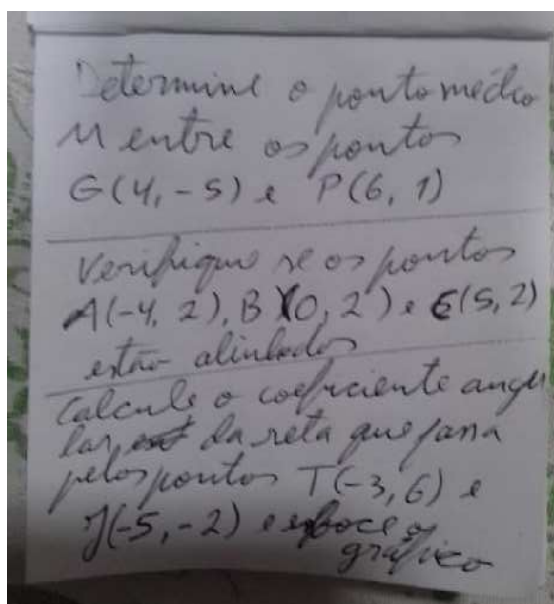 Determine o ponto médio
M entre os pontos
G(4, -5) e P(6, 1)
Verifique se os pontos
A(-4, 2), B(0, 2) e C(5, 2)
estão alinhados
Calcule o coeficiente angu
lar da reta que passa
pelos pontos T(-3, 6) e
J(-5, -2) e esboce o
gráfico